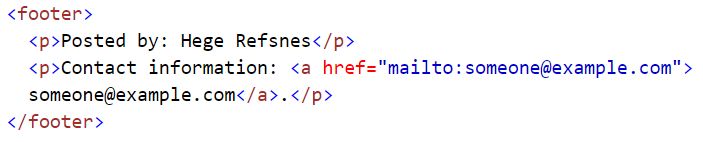 <footer>
  <p>Posted by: Hege Refsnes</p>
  <p>Contact information: <a href="mailto:someone@example.com">
  someone@example.com</a>.</p>
</footer>